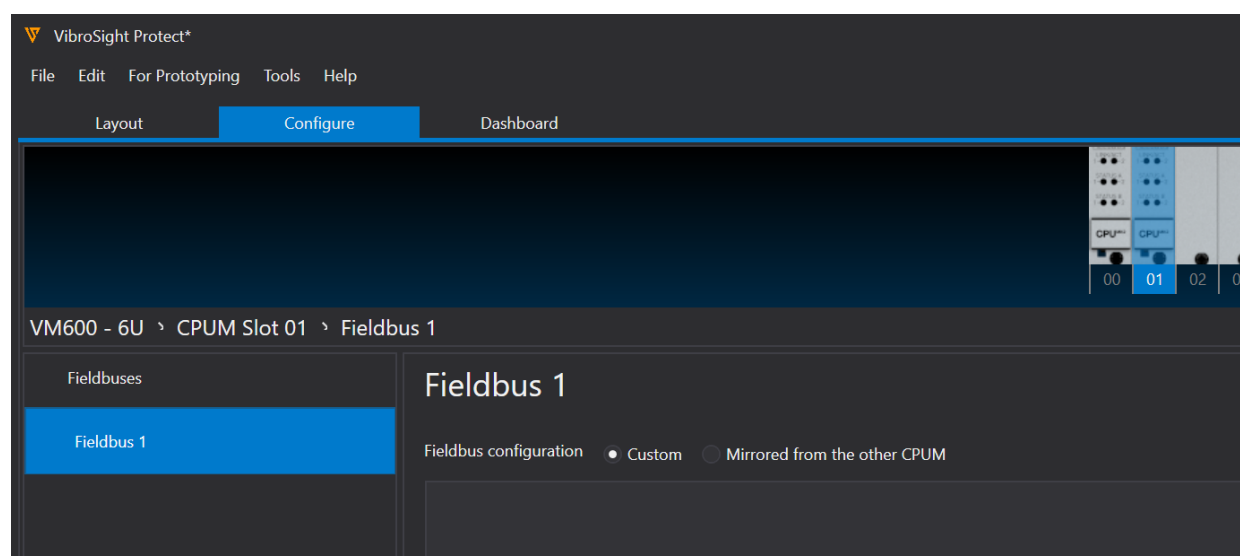 VibroSight Protect*
File Edit For Prototyping Tools Help
Layout Configure Dashboard
CPU CPU
00 01 02
VM600 - 6U CPUM Slot 01 Fieldbus 1
Fieldbuses
Fieldbus 1
Fieldbus 1
Fieldbus configuration Custom Mirrored from the other CPUM